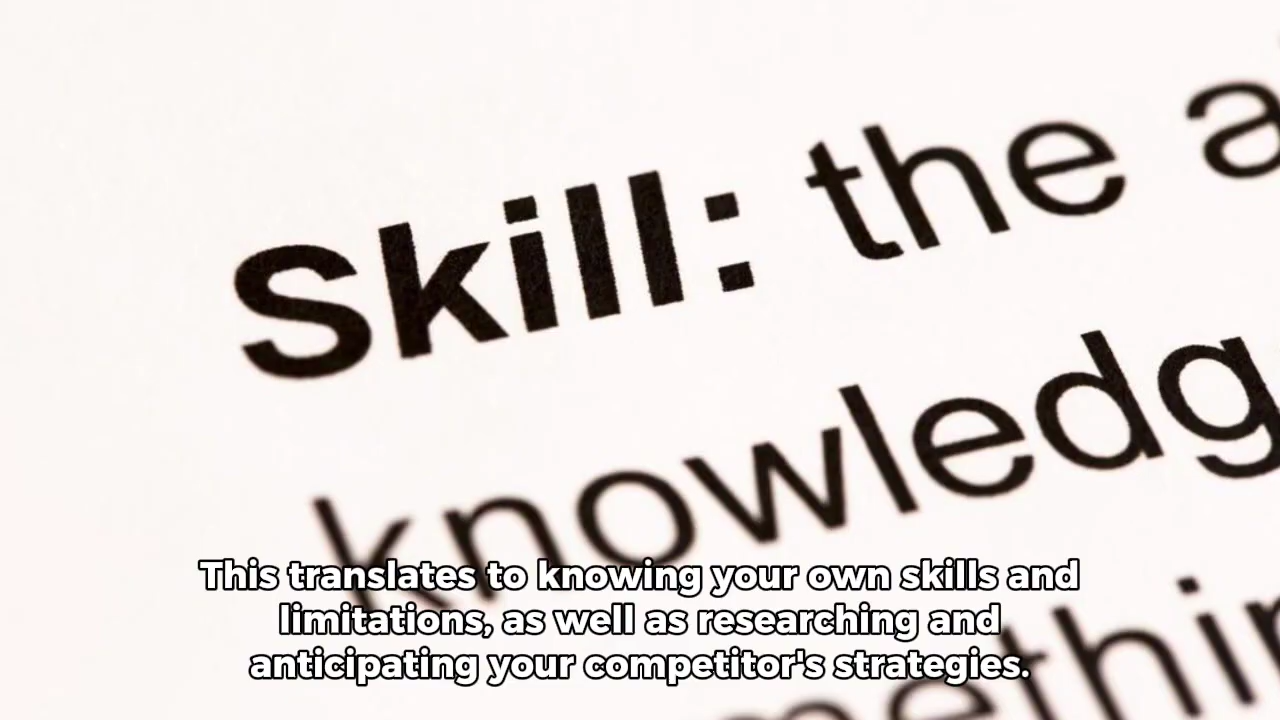 Skill: the a
knowledg
methin
This translates to knowing your own skills and
limitations, as well as researching and
anticipating your competitor's strategies.